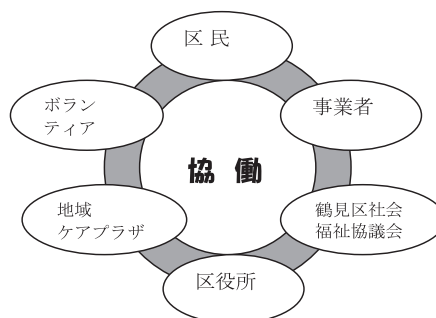 区 民
ボラン
ティア
事業者
協 働
地域
ケアプラザ
鶴見区社会
福祉協議会
区役所